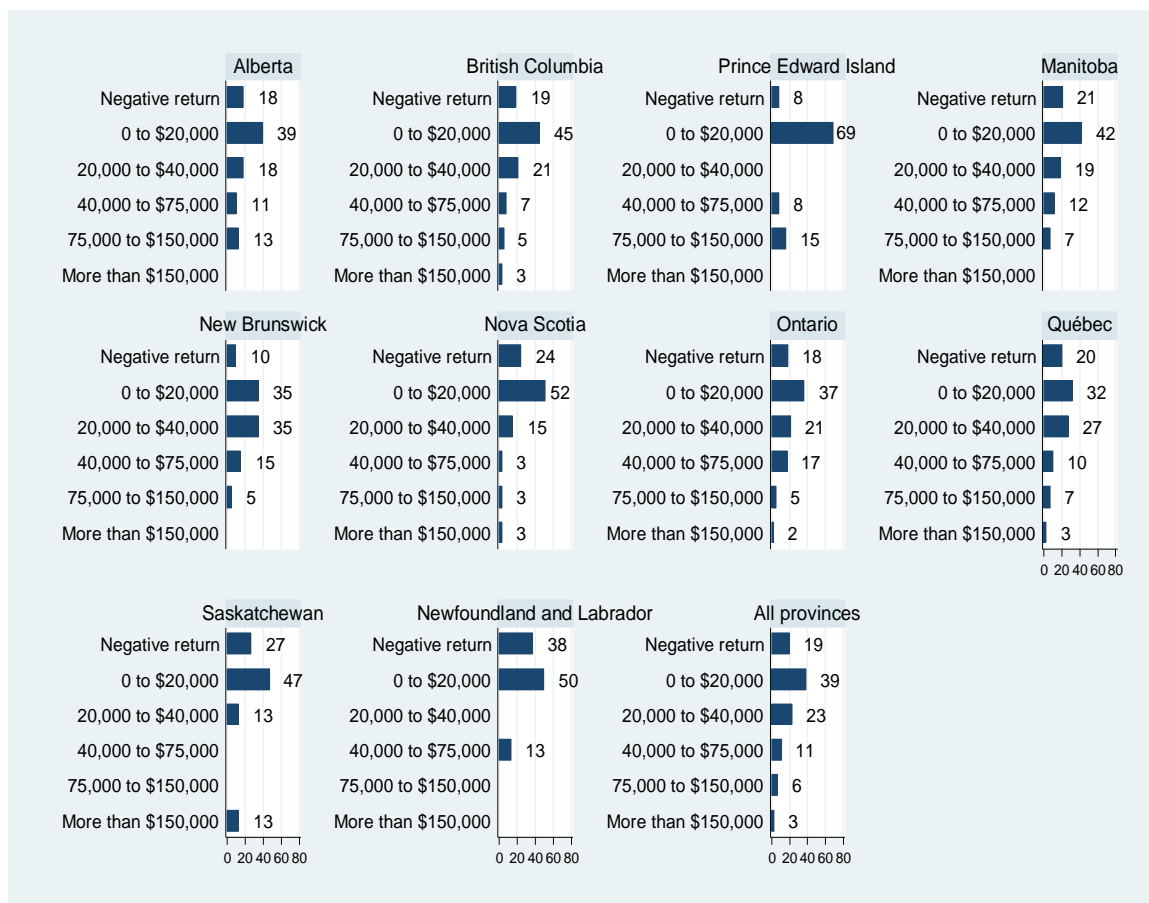 Alberta
Negative return 18
0 to $20,000 39
20,000 to $40,000 18
40,000 to $75,000 11
75,000 to $150,000 13
More than $150,000
British Columbia
Negative return 19
0 to $20,000 45
20,000 to $40,000 21
40,000 to $75,000 7
75,000 to $150,000 5
More than $150,000 3
Prince Edward Island
Negative return 8
0 to $20,000 69
20,000 to $40,000
40,000 to $75,000 8
75,000 to $150,000 15
More than $150,000
Manitoba
Negative return 21
0 to $20,000 42
20,000 to $40,000 19
40,000 to $75,000 12
75,000 to $150,000 7
More than $150,000
New Brunswick
Negative return 10
0 to $20,000 35
20,000 to $40,000 35
40,000 to $75,000 15
75,000 to $150,000 5
More than $150,000
Nova Scotia
Negative return 24
0 to $20,000 52
20,000 to $40,000 15
40,000 to $75,000 3
75,000 to $150,000 3
More than $150,000 3
Ontario
Negative return 18
0 to $20,000 37
20,000 to $40,000 21
40,000 to $75,000 17
75,000 to $150,000 5
More than $150,000 2
Québec
Negative return 20
0 to $20,000 32
20,000 to $40,000 27
40,000 to $75,000 10
75,000 to $150,000 7
More than $150,000 3
0 20 40 60 80
Saskatchewan
Negative return 27
0 to $20,000 47
20,000 to $40,000 13
40,000 to $75,000
75,000 to $150,000
More than $150,000 13
0 20 40 60 80
Newfoundland and Labrador
Negative return 38
0 to $20,000 50
20,000 to $40,000
40,000 to $75,000 13
75,000 to $150,000
More than $150,000
0 20 40 60 80
All provinces
Negative return 19
0 to $20,000 39
20,000 to $40,000 23
40,000 to $75,000 11
75,000 to $150,000 6
More than $150,000 3
0 20 40 60 80